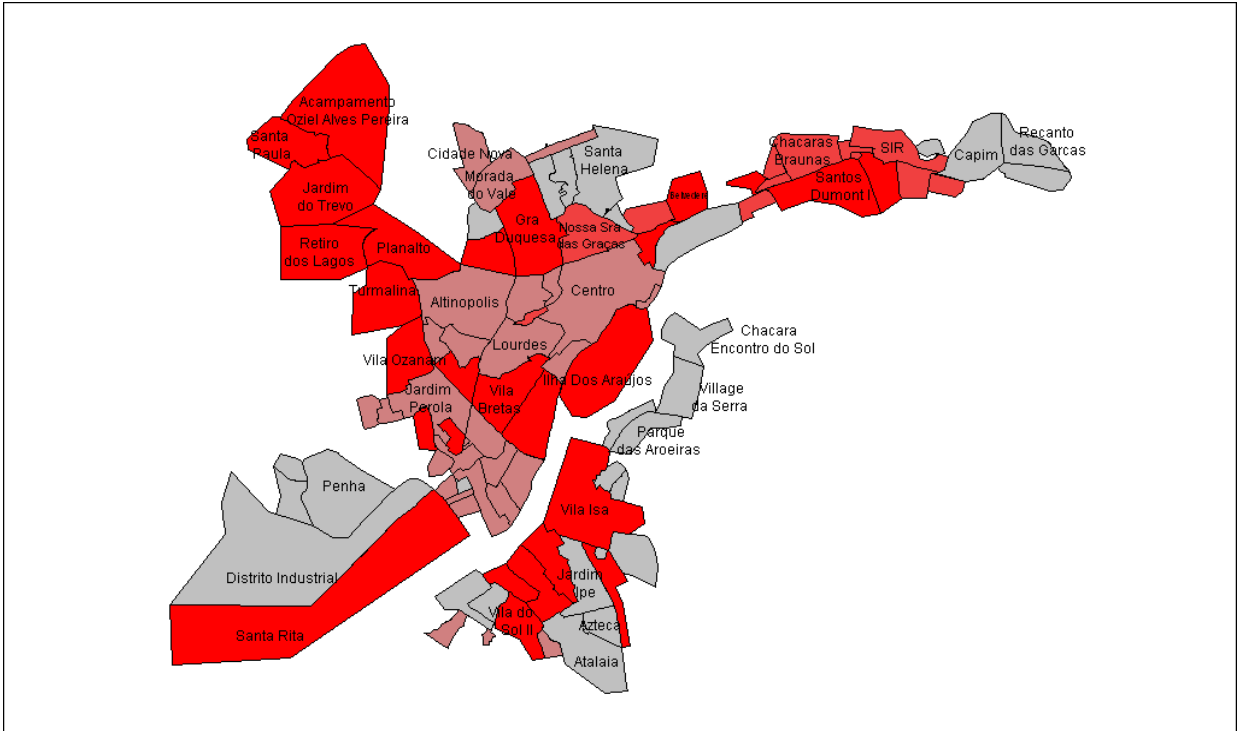 Acampamento
Oziel Alves Pereira
Santa
Paula
Jardim
do Trevo
Retiro
dos Lagos
Planalto
Turmalina
Cidade Nova
Morada
do Vale
Santa
Helena
Gra
Duquesa
Nossa Sra
das Graças
Belvedere
Chacaras
Braunas
SIR
Santos
Dumont I
Capim
Recanto
das Garcas
Altinopolis
Centro
Lourdes
Vila Ozanam
Jardim
Perola
Vila
Bretas
Ilha Dos Araújos
Chacara
Encontro do Sol
Village
da Serra
Parque
das Aroeiras
Penha
Distrito Industrial
Santa Rita
Vila Isa
Jardim
Ipe
Vila do
Sol II
Azteca
Atalaia